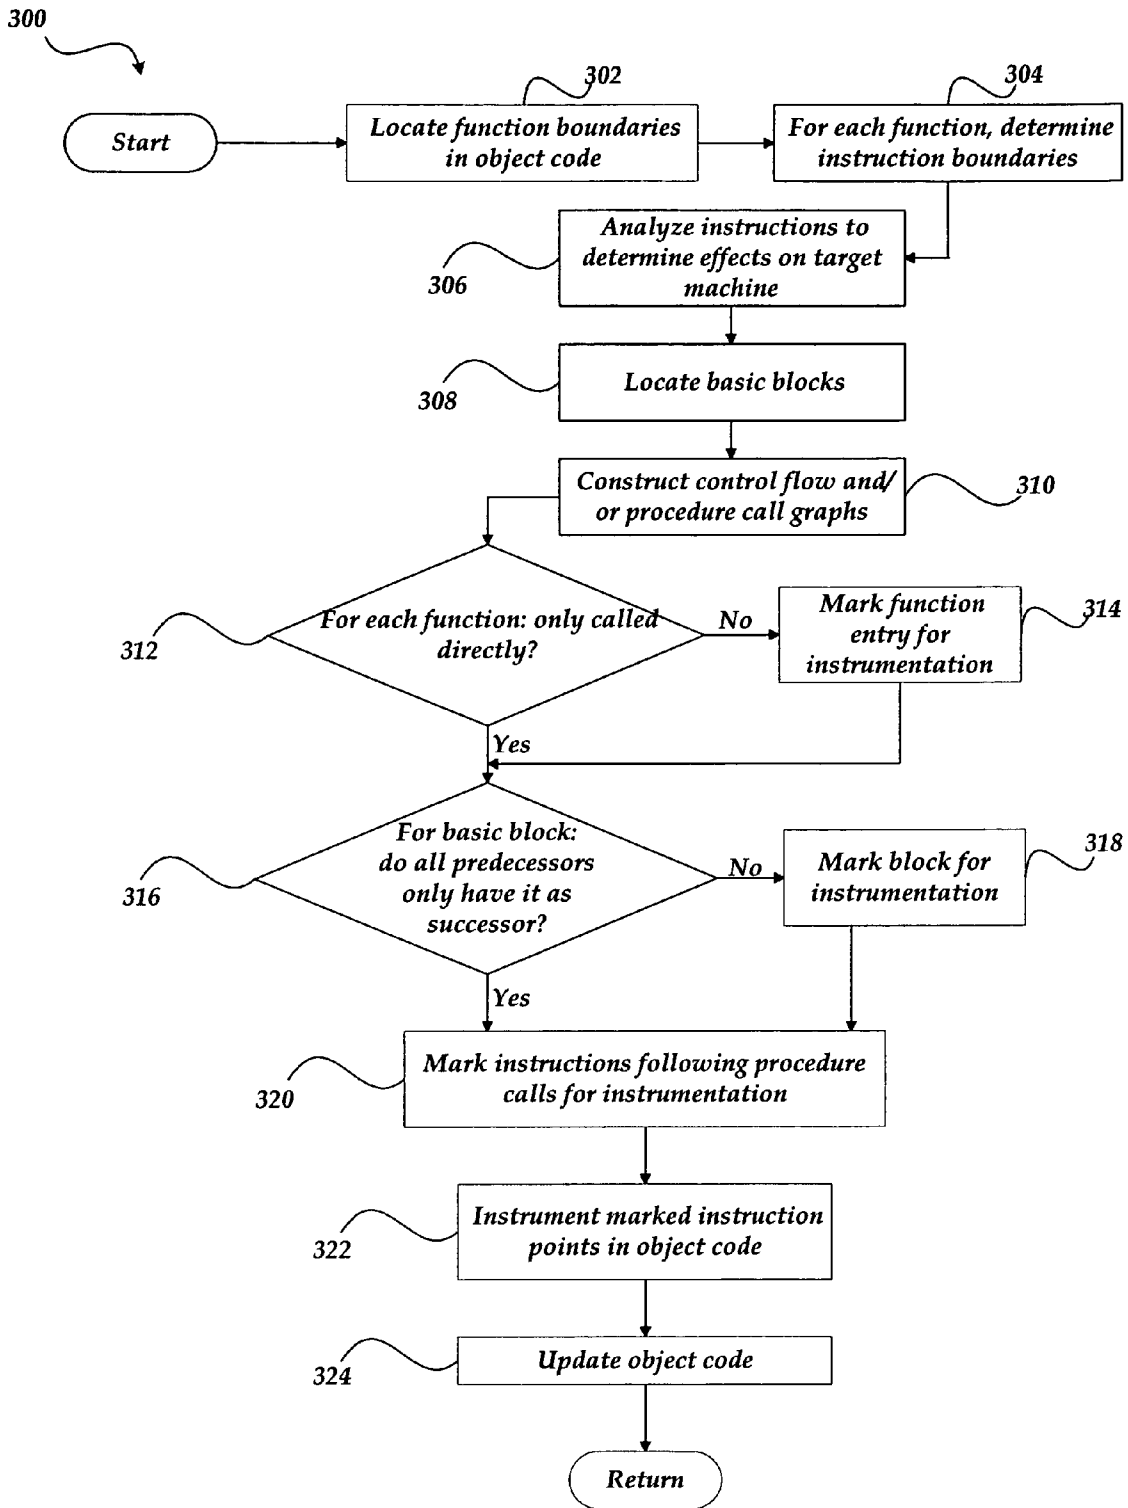 300
302
304
Start
Locate function boundaries
in object code
For each function, determine
instruction boundaries
Analyze instructions to
determine effects on target
machine
306
Locate basic blocks
308
Construct control flow and/
or procedure call graphs
310
For each function: only called
directly?
312
No
Mark function
entry for
instrumentation
314
Yes
For basic block:
do all predecessors
only have it as
successor?
316
No
Mark block for
instrumentation
318
Yes
Mark instructions following procedure
calls for instrumentation
320
Instrument marked instruction
points in object code
322
Update object code
324
Return